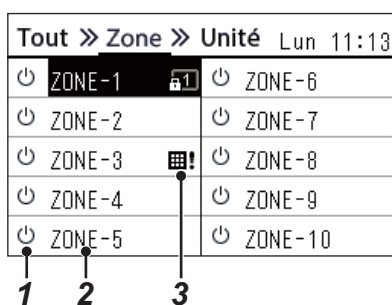 Tout » Zone » Unité Lun 11:13
ZONE-1 1 ZONE-6
ZONE-2 ZONE-7
ZONE-3 ! ZONE-8
ZONE-4 ZONE-9
ZONE-5 ZONE-10
1 2 3